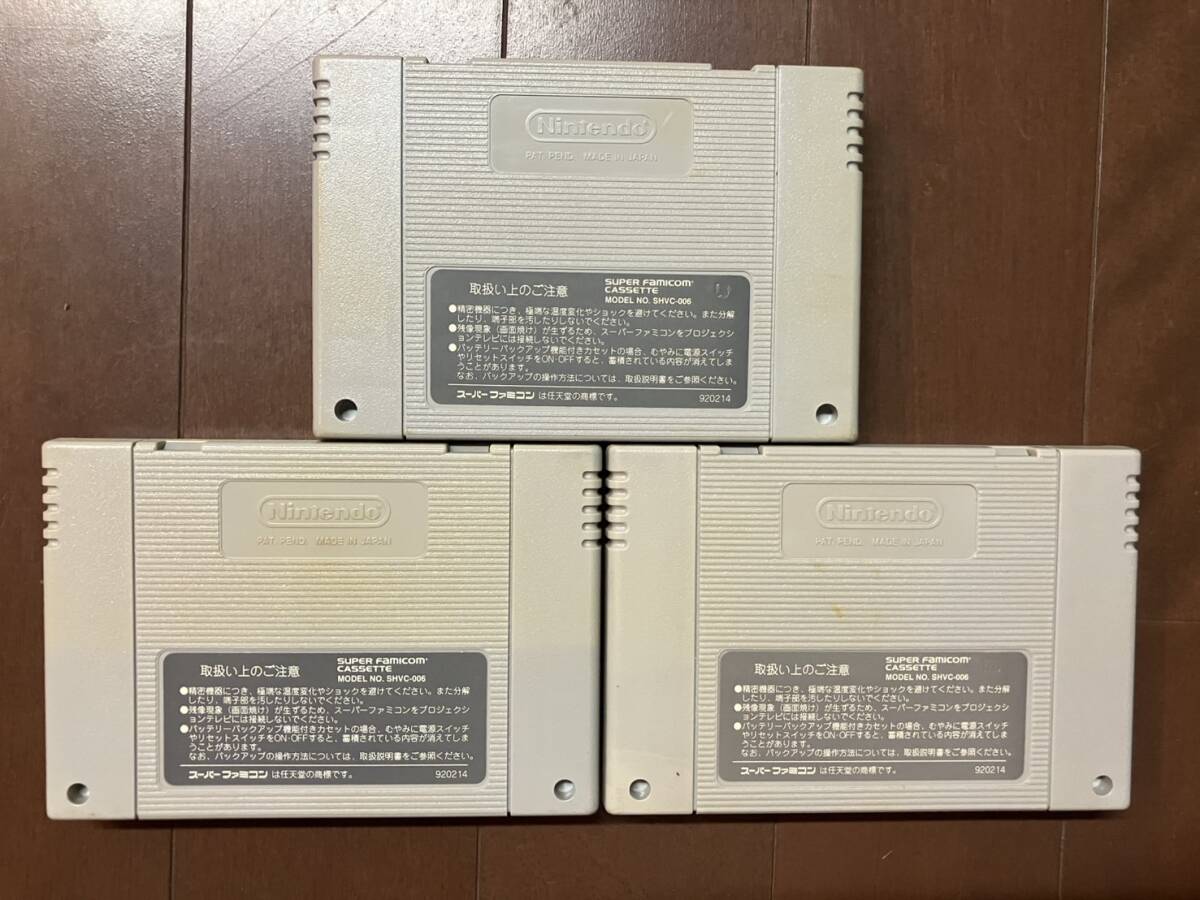 Nintendo
PAT. PEND. MADE IN JAPAN
取扱い上のご注意
SUPER FAMICOM
CASSETTE
MODEL NO. SHVC-006
●精密機器につき、極端な温度変化やショックを避けてください。また分解
したり、端子部を汚したりしないでください。
●残像現象(画面焼け)が生ずるため、スーパーファミコンをプロジェクシ
ョンテレビには接続しないでください。
●バッテリーバックアップ機能付きカセットの場合、むやみに電源スイッチ
やリセットスイッチをON・OFFすると、蓄積されている内容が消えてしま
うことがあります。
なお、バックアップの操作方法については、取扱説明書をご参照ください。
スーパーファミコン は任天堂の商標です。 920214
Nintendo
PAT. PEND. MADE IN JAPAN
取扱い上のご注意
SUPER FAMICOM
CASSETTE
MODEL NO. SHVC-006
●精密機器につき、極端な温度変化やショックを避けてください。また分解
したり、端子部を汚したりしないでください。
●残像現象(画面焼け)が生ずるため、スーパーファミコンをプロジェクシ
ョンテレビには接続しないでください。
●バッテリーバックアップ機能付きカセットの場合、むやみに電源スイッチ
やリセットスイッチをON・OFFすると、蓄積されている内容が消えてしま
うことがあります。
なお、バックアップの操作方法については、取扱説明書をご参照ください。
スーパーファミコン は任天堂の商標です。 920214
Nintendo
PAT. PEND. MADE IN JAPAN
取扱い上のご注意
SUPER FAMICOM
CASSETTE
MODEL NO. SHVC-006
●精密機器につき、極端な温度変化やショックを避けてください。また分解
したり、端子部を汚したりしないでください。
●残像現象(画面焼け)が生ずるため、スーパーファミコンをプロジェクシ
ョンテレビには接続しないでください。
●バッテリーバックアップ機能付きカセットの場合、むやみに電源スイッチ
やリセットスイッチをON・OFFすると、蓄積されている内容が消えてしま
うことがあります。
なお、バックアップの操作方法については、取扱説明書をご参照ください。
スーパーファミコン は任天堂の商標です。 920214